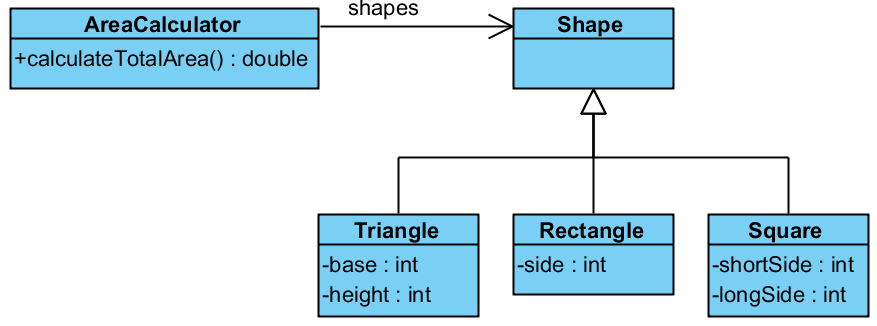 AreaCalculator
+calculateTotalArea() : double
shapes
Shape
Triangle
-base : int
-height : int
Rectangle
-side : int
Square
-shortSide : int
-longSide : int